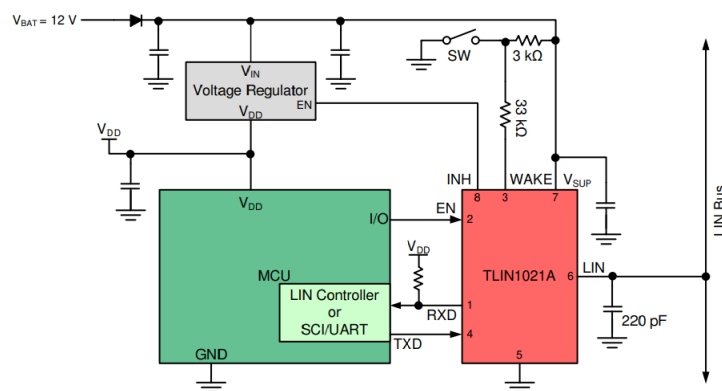 VBAT = 12 V
SW
3 kΩ
VIN
Voltage Regulator
EN
VDD
33 kΩ
VDD
INH
WAKE
VSUP
8
3
7
VDD
I/O
EN
2
LIN Bus
VDD
MCU
TLIN1021A
6
LIN
LIN Controller
or
SCI/UART
1
RXD
TXD
4
220 pF
GND
5